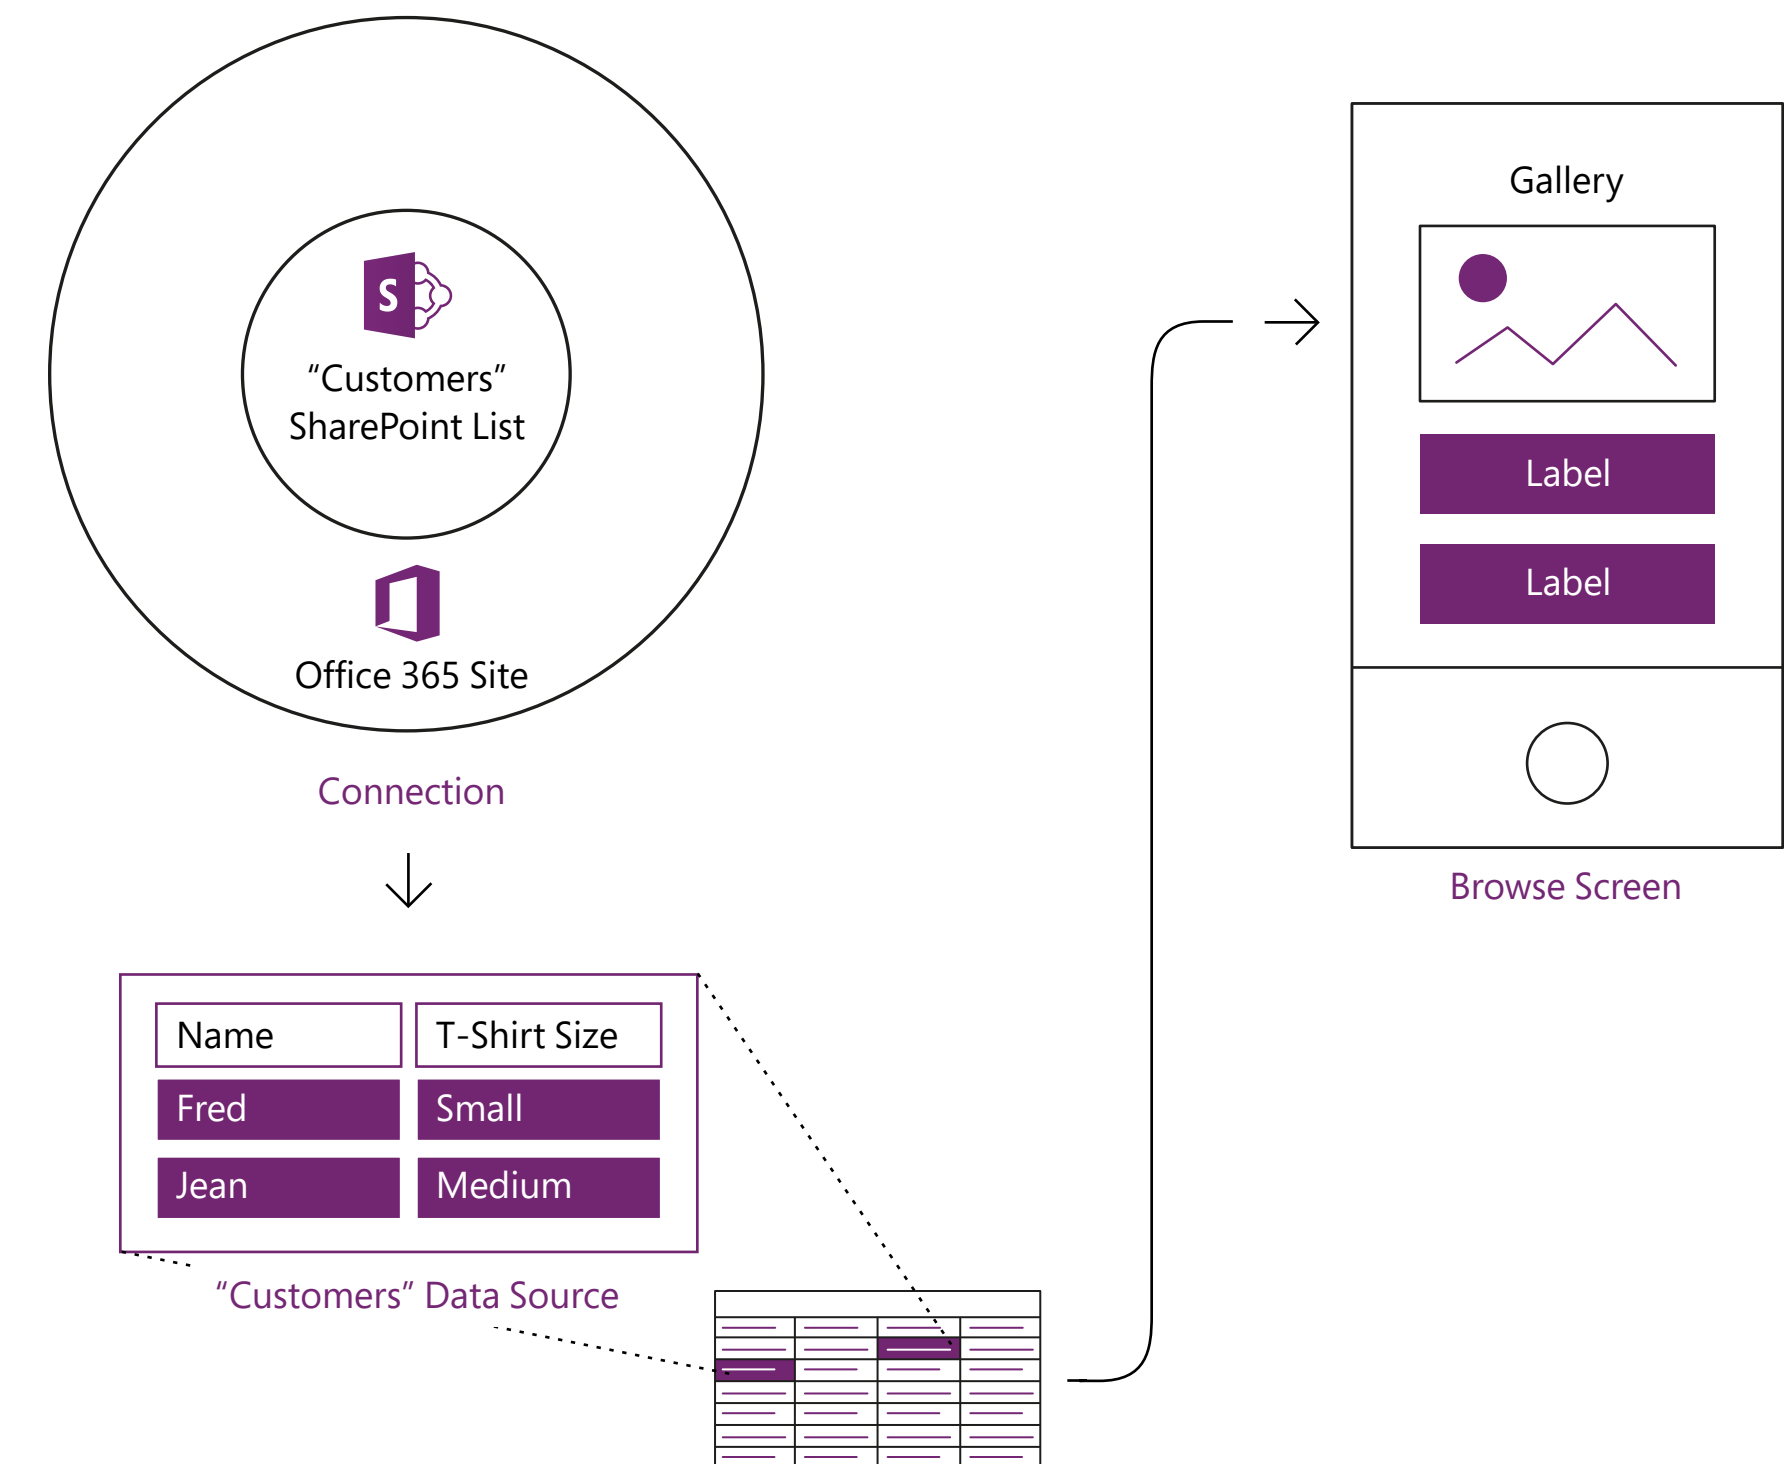 S
“Customers”
SharePoint List
Office 365 Site
Connection
Name
T-Shirt Size
Fred
Small
Jean
Medium
“Customers” Data Source
Gallery
Label
Label
Browse Screen